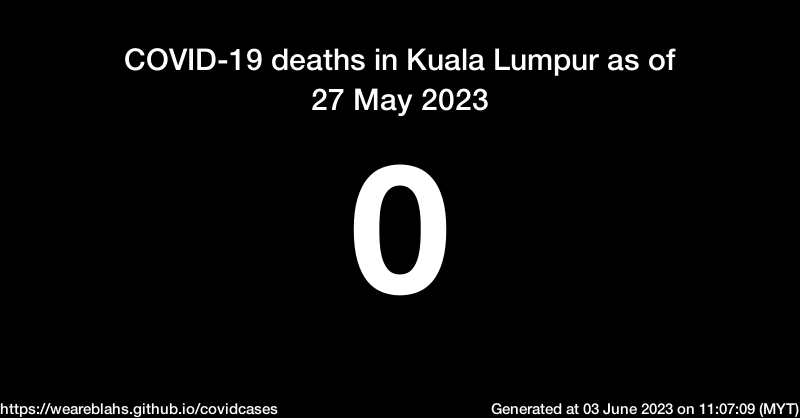 COVID-19 deaths in Kuala Lumpur as of
27 May 2023
0
https://weareblahs.github.io/covidcases
Generated at 03 June 2023 on 11:07:09 (MYT)